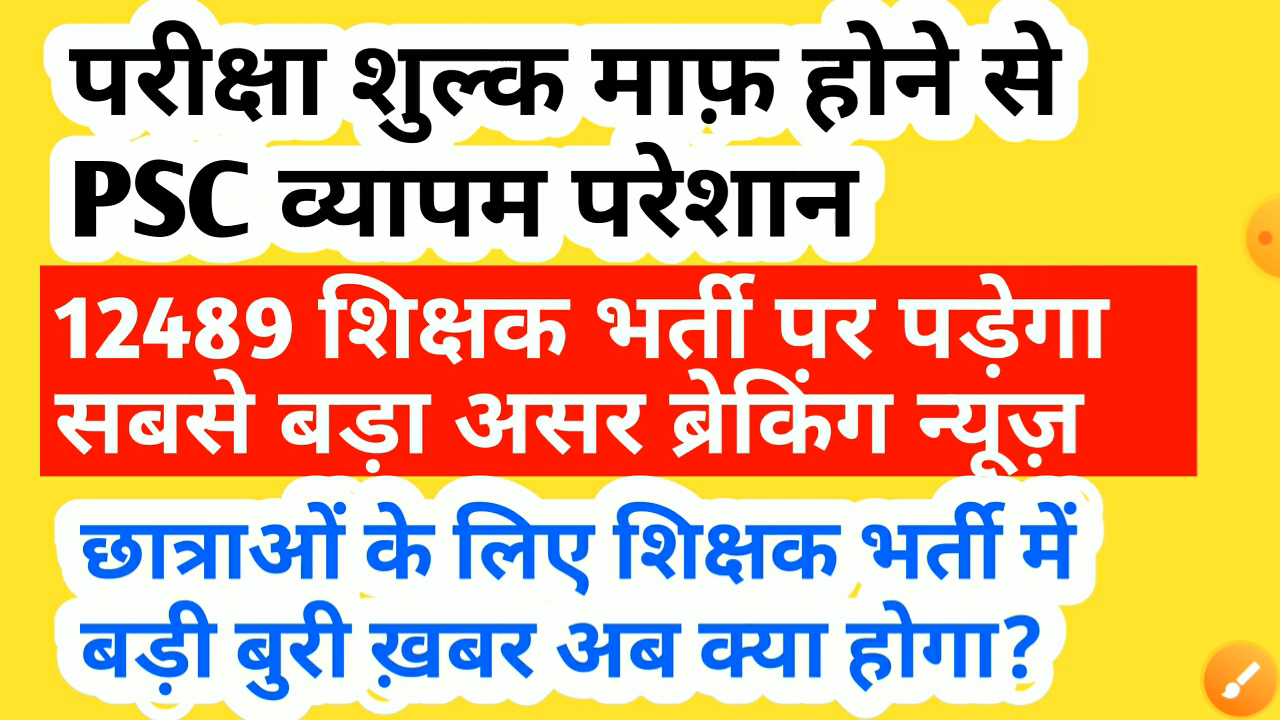 परीक्षा शुल्क माफ़ होने से
PSC व्यापम परेशान
12489 शिक्षक भर्ती पर पड़ेगा
सबसे बड़ा असर ब्रेकिंग न्यूज़
छात्राओं के लिए शिक्षक भर्ती में
बड़ी बुरी ख़बर अब क्या होगा?